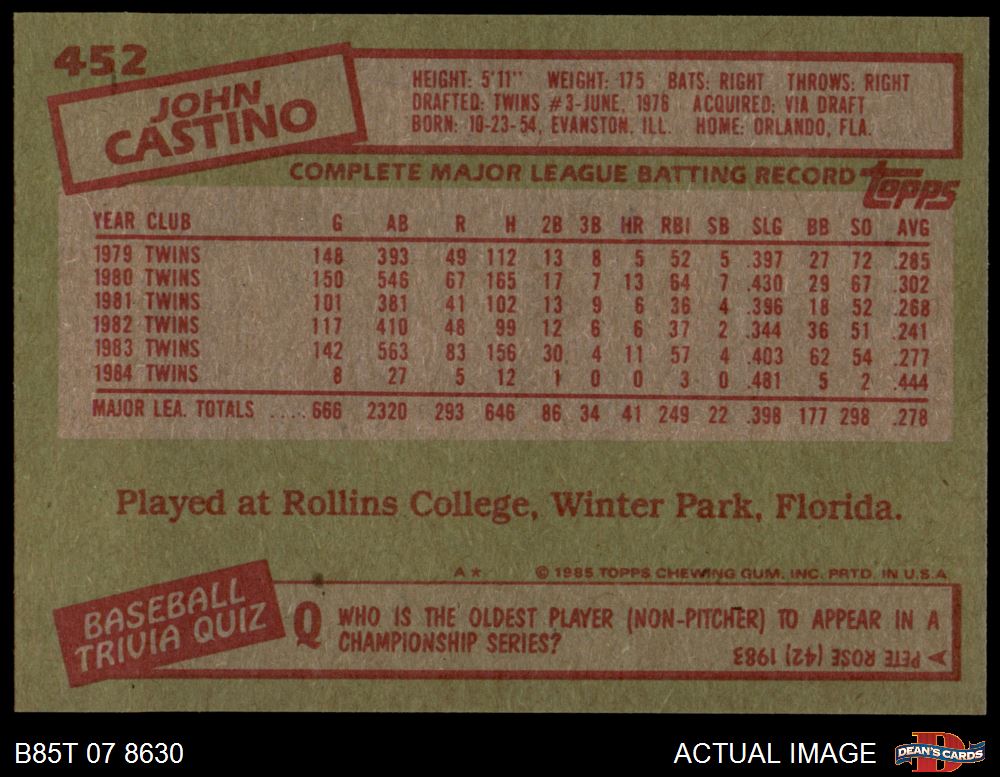 452
JOHN
CASTINO
HEIGHT: 5'11" WEIGHT: 175 BATS: RIGHT THROWS: RIGHT
DRAFTED: TWINS #3-JUNE, 1976 ACQUIRED: VIA DRAFT
BORN: 10-23-54, EVANSTON, ILL. HOME: ORLANDO, FLA.
COMPLETE MAJOR LEAGUE BATTING RECORD
topps
YEAR CLUB G AB R H 2B 3B HR RBI SB SLG BB SO AVG
1979 TWINS 148 393 49 112 13 8 5 52 5 .397 27 72 .285
1980 TWINS 150 546 67 165 17 7 13 64 7 .430 29 67 .302
1981 TWINS 101 381 41 102 13 9 6 36 4 .396 18 52 .268
1982 TWINS 117 410 48 99 12 6 6 37 2 .344 36 51 .241
1983 TWINS 142 563 83 156 30 4 11 57 4 .403 62 54 .277
1984 TWINS 8 27 5 12 1 0 0 3 0 .481 5 2 .444
MAJOR LEA. TOTALS ..... 666 2320 293 646 86 34 41 249 22 .398 177 298 .278
Played at Rollins College, Winter Park, Florida.
A* © 1985 TOPPS CHEWING GUM, INC. PRTD. IN U.S.A.
BASEBALL
TRIVIA QUIZ
Q WHO IS THE OLDEST PLAYER (NON-PITCHER) TO APPEAR IN A
CHAMPIONSHIP SERIES?
PETE ROSE (42) 1983
B85T 07 8630
ACTUAL IMAGE
D
DEAN'S CARDS